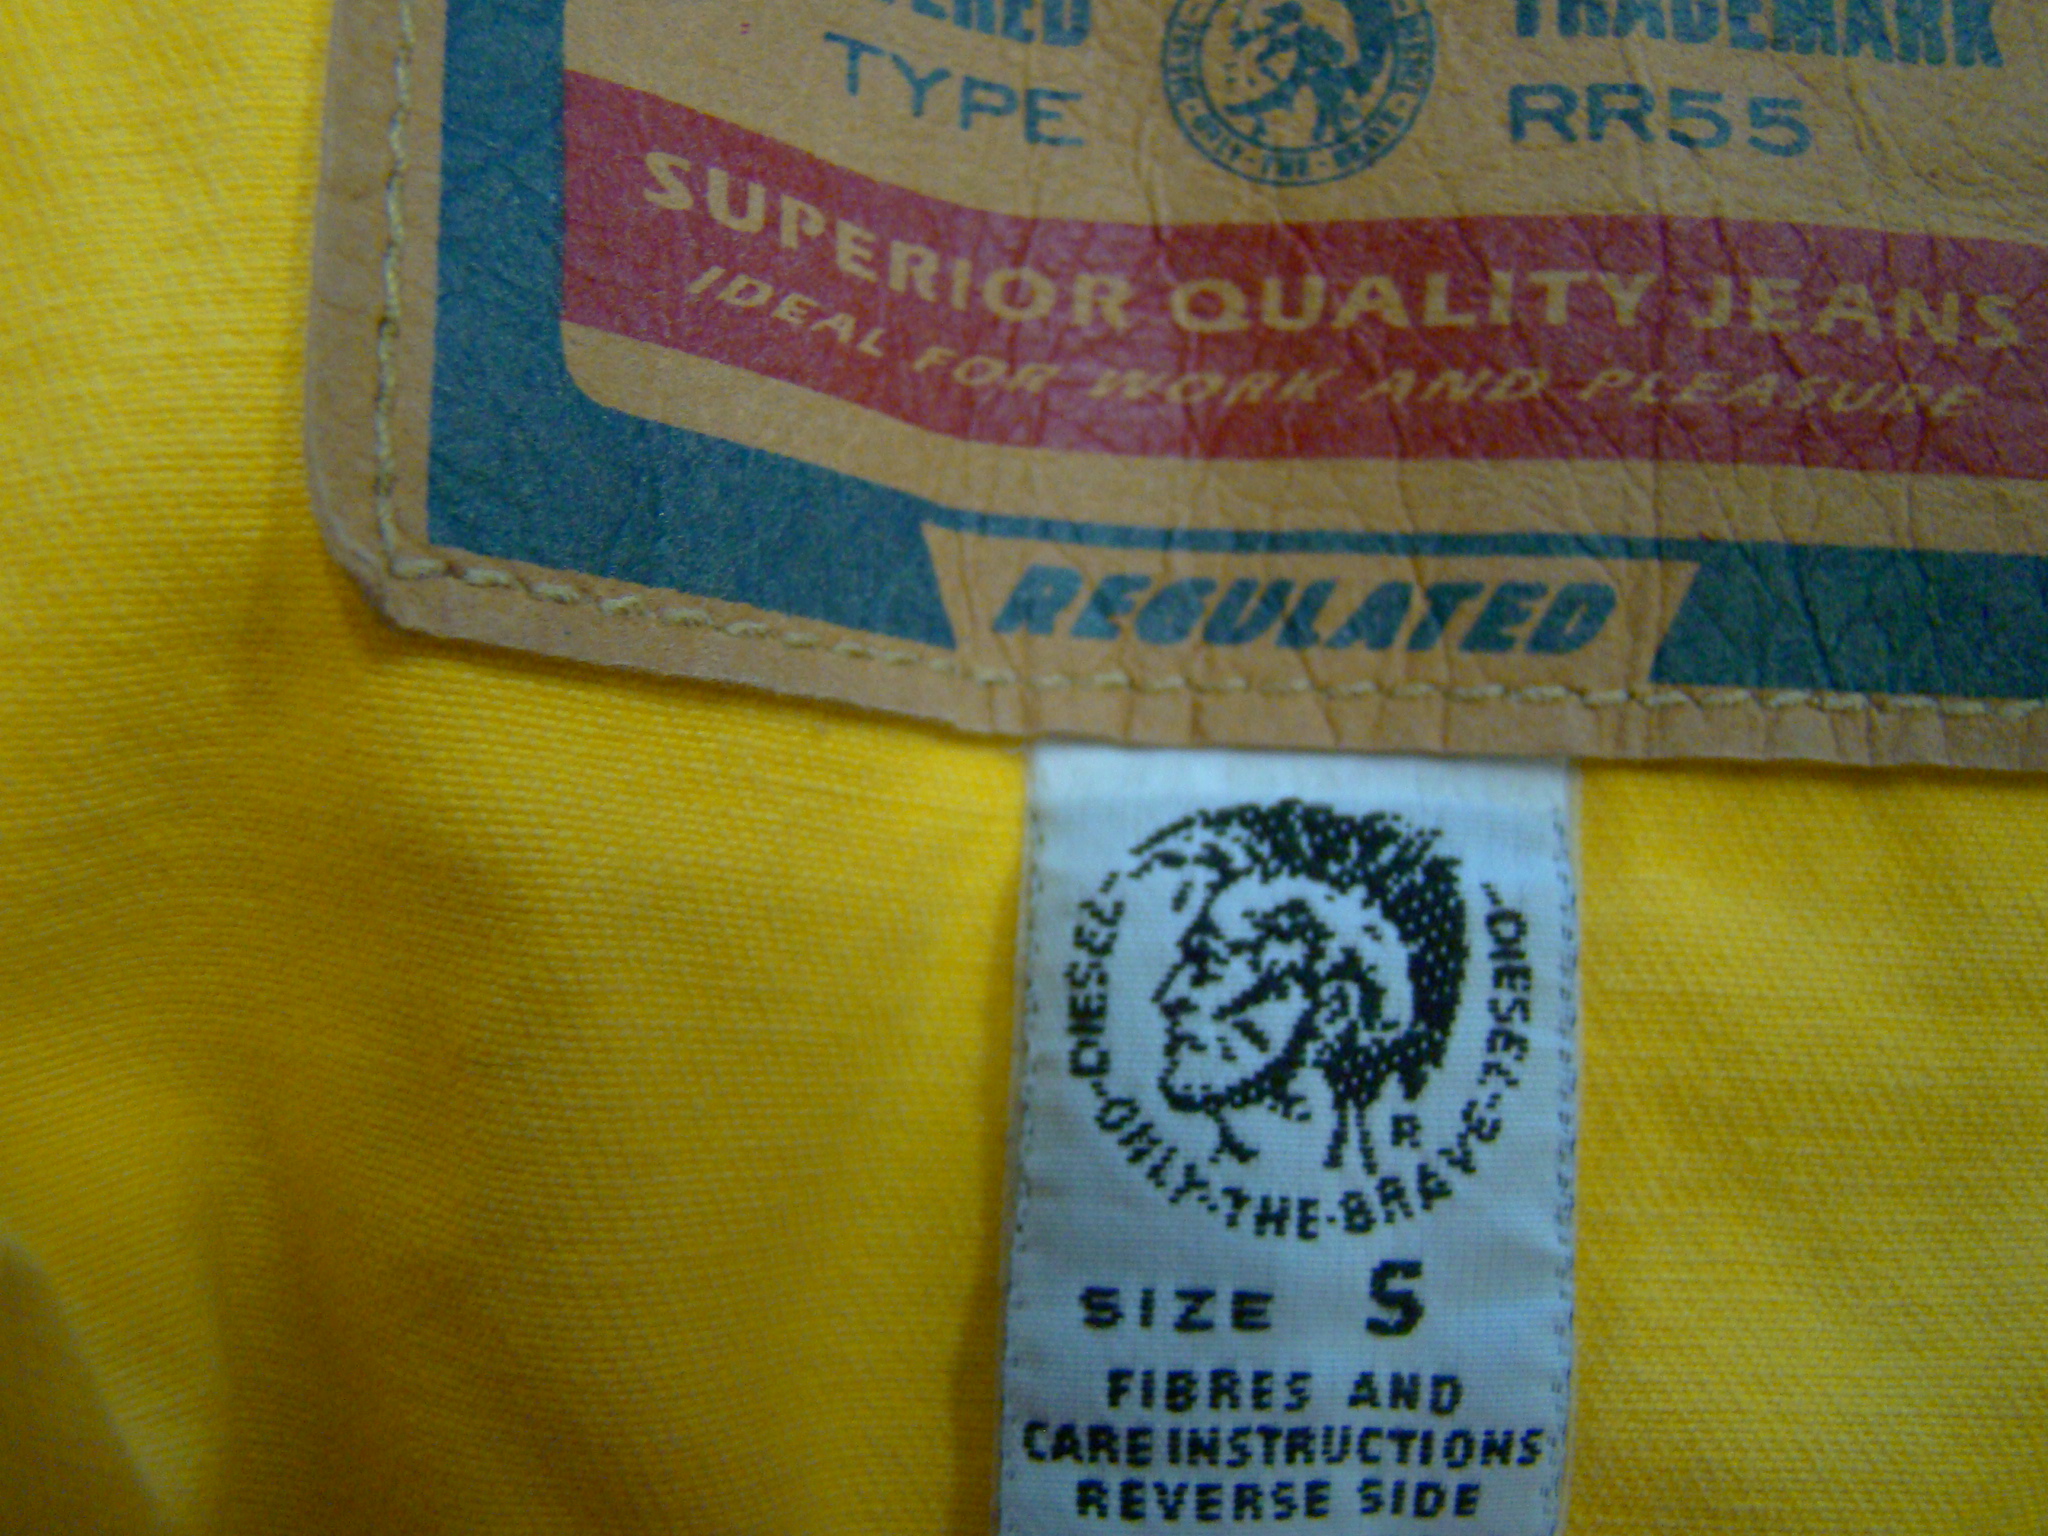 TRADEMARK
TYPE RR55
SUPERIOR QUALITY JEANS
IDEAL FOR WORK AND PLEASURE
REGULATED
DIESEL·ONLY·THE·BRAVE·DIESEL
R
SIZE S
FIBRES AND
CARE INSTRUCTIONS
REVERSE SIDE